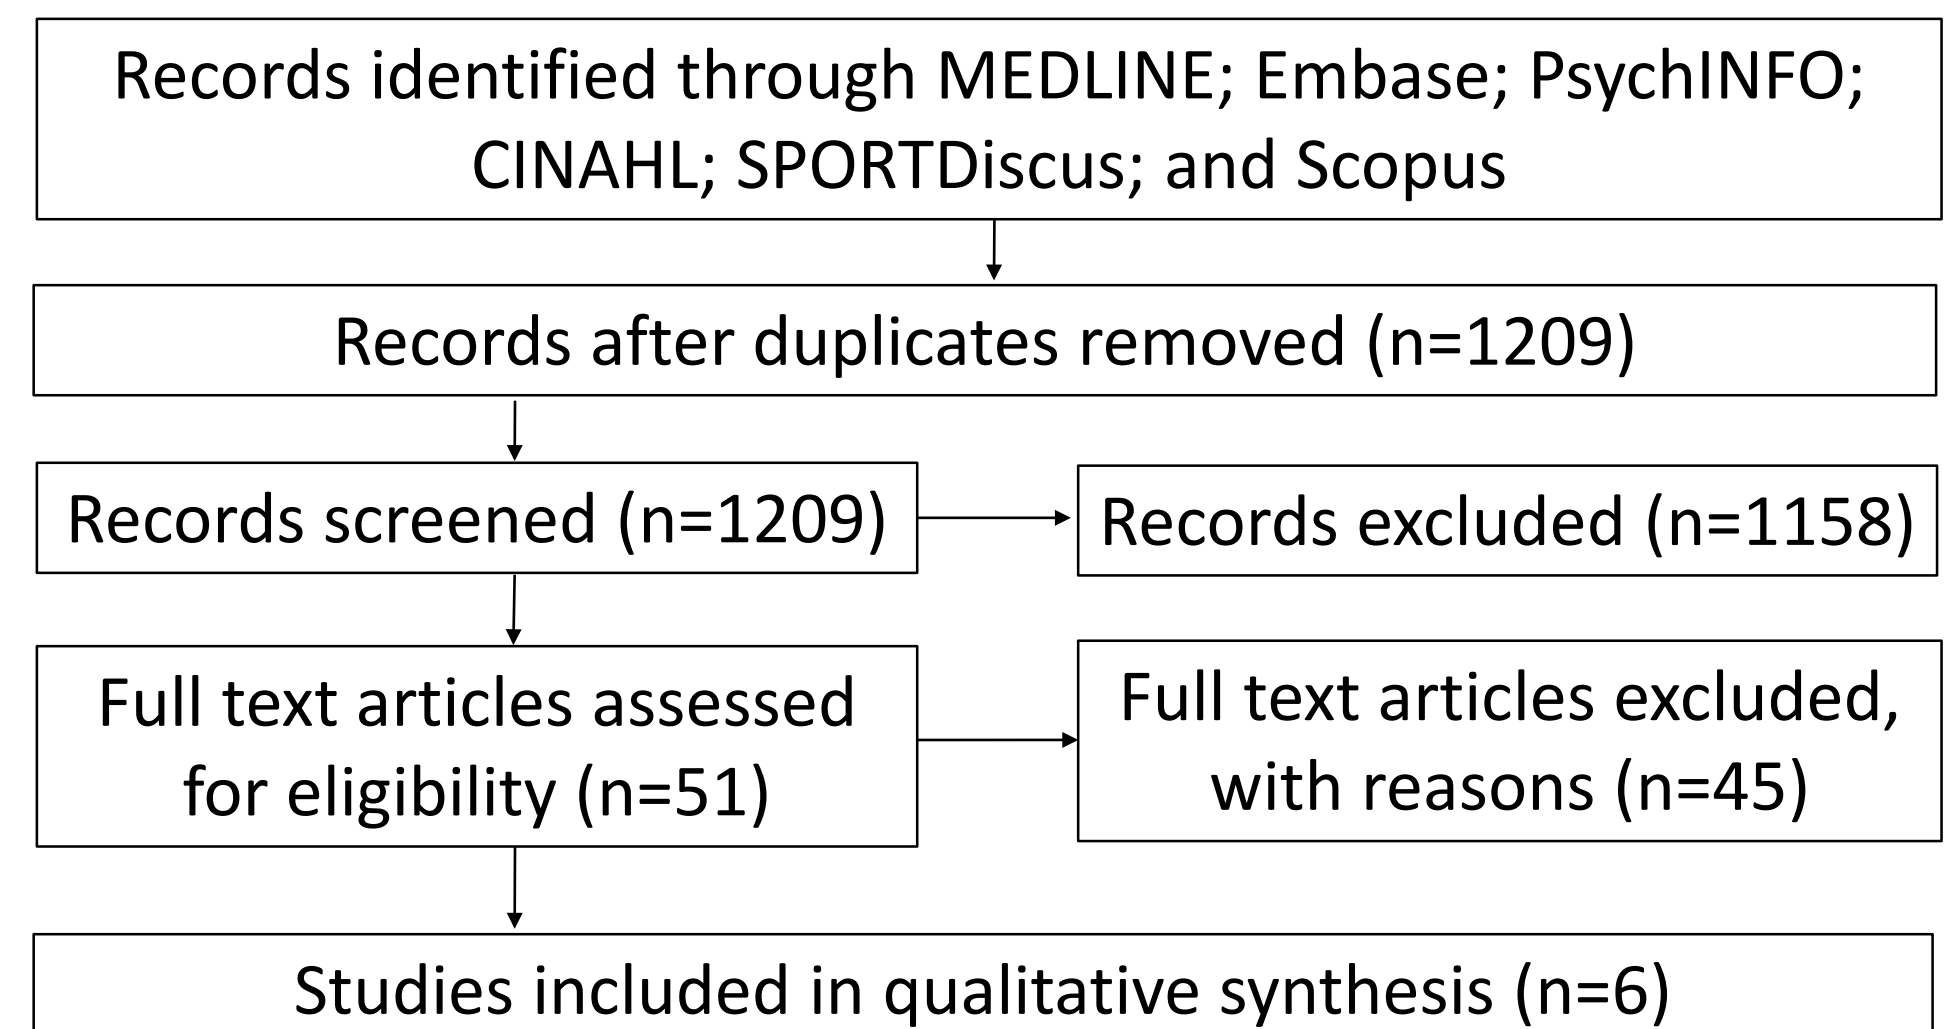 Records identified through MEDLINE; Embase; PsychINFO;
CINAHL; SPORTDiscus; and Scopus
Records after duplicates removed (n=1209)
Records screened (n=1209)
Records excluded (n=1158)
Full text articles assessed
for eligibility (n=51)
Full text articles excluded,
with reasons (n=45)
Studies included in qualitative synthesis (n=6)